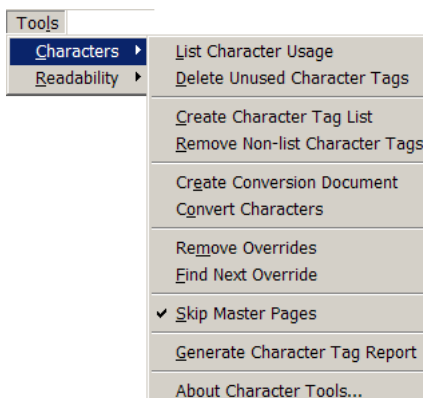 Tools
Characters
Readability
List Character Usage
Delete Unused Character Tags
Create Character Tag List
Remove Non-list Character Tags
Create Conversion Document
Convert Characters
Remove Overrides
Find Next Override
Skip Master Pages
Generate Character Tag Report
About Character Tools...